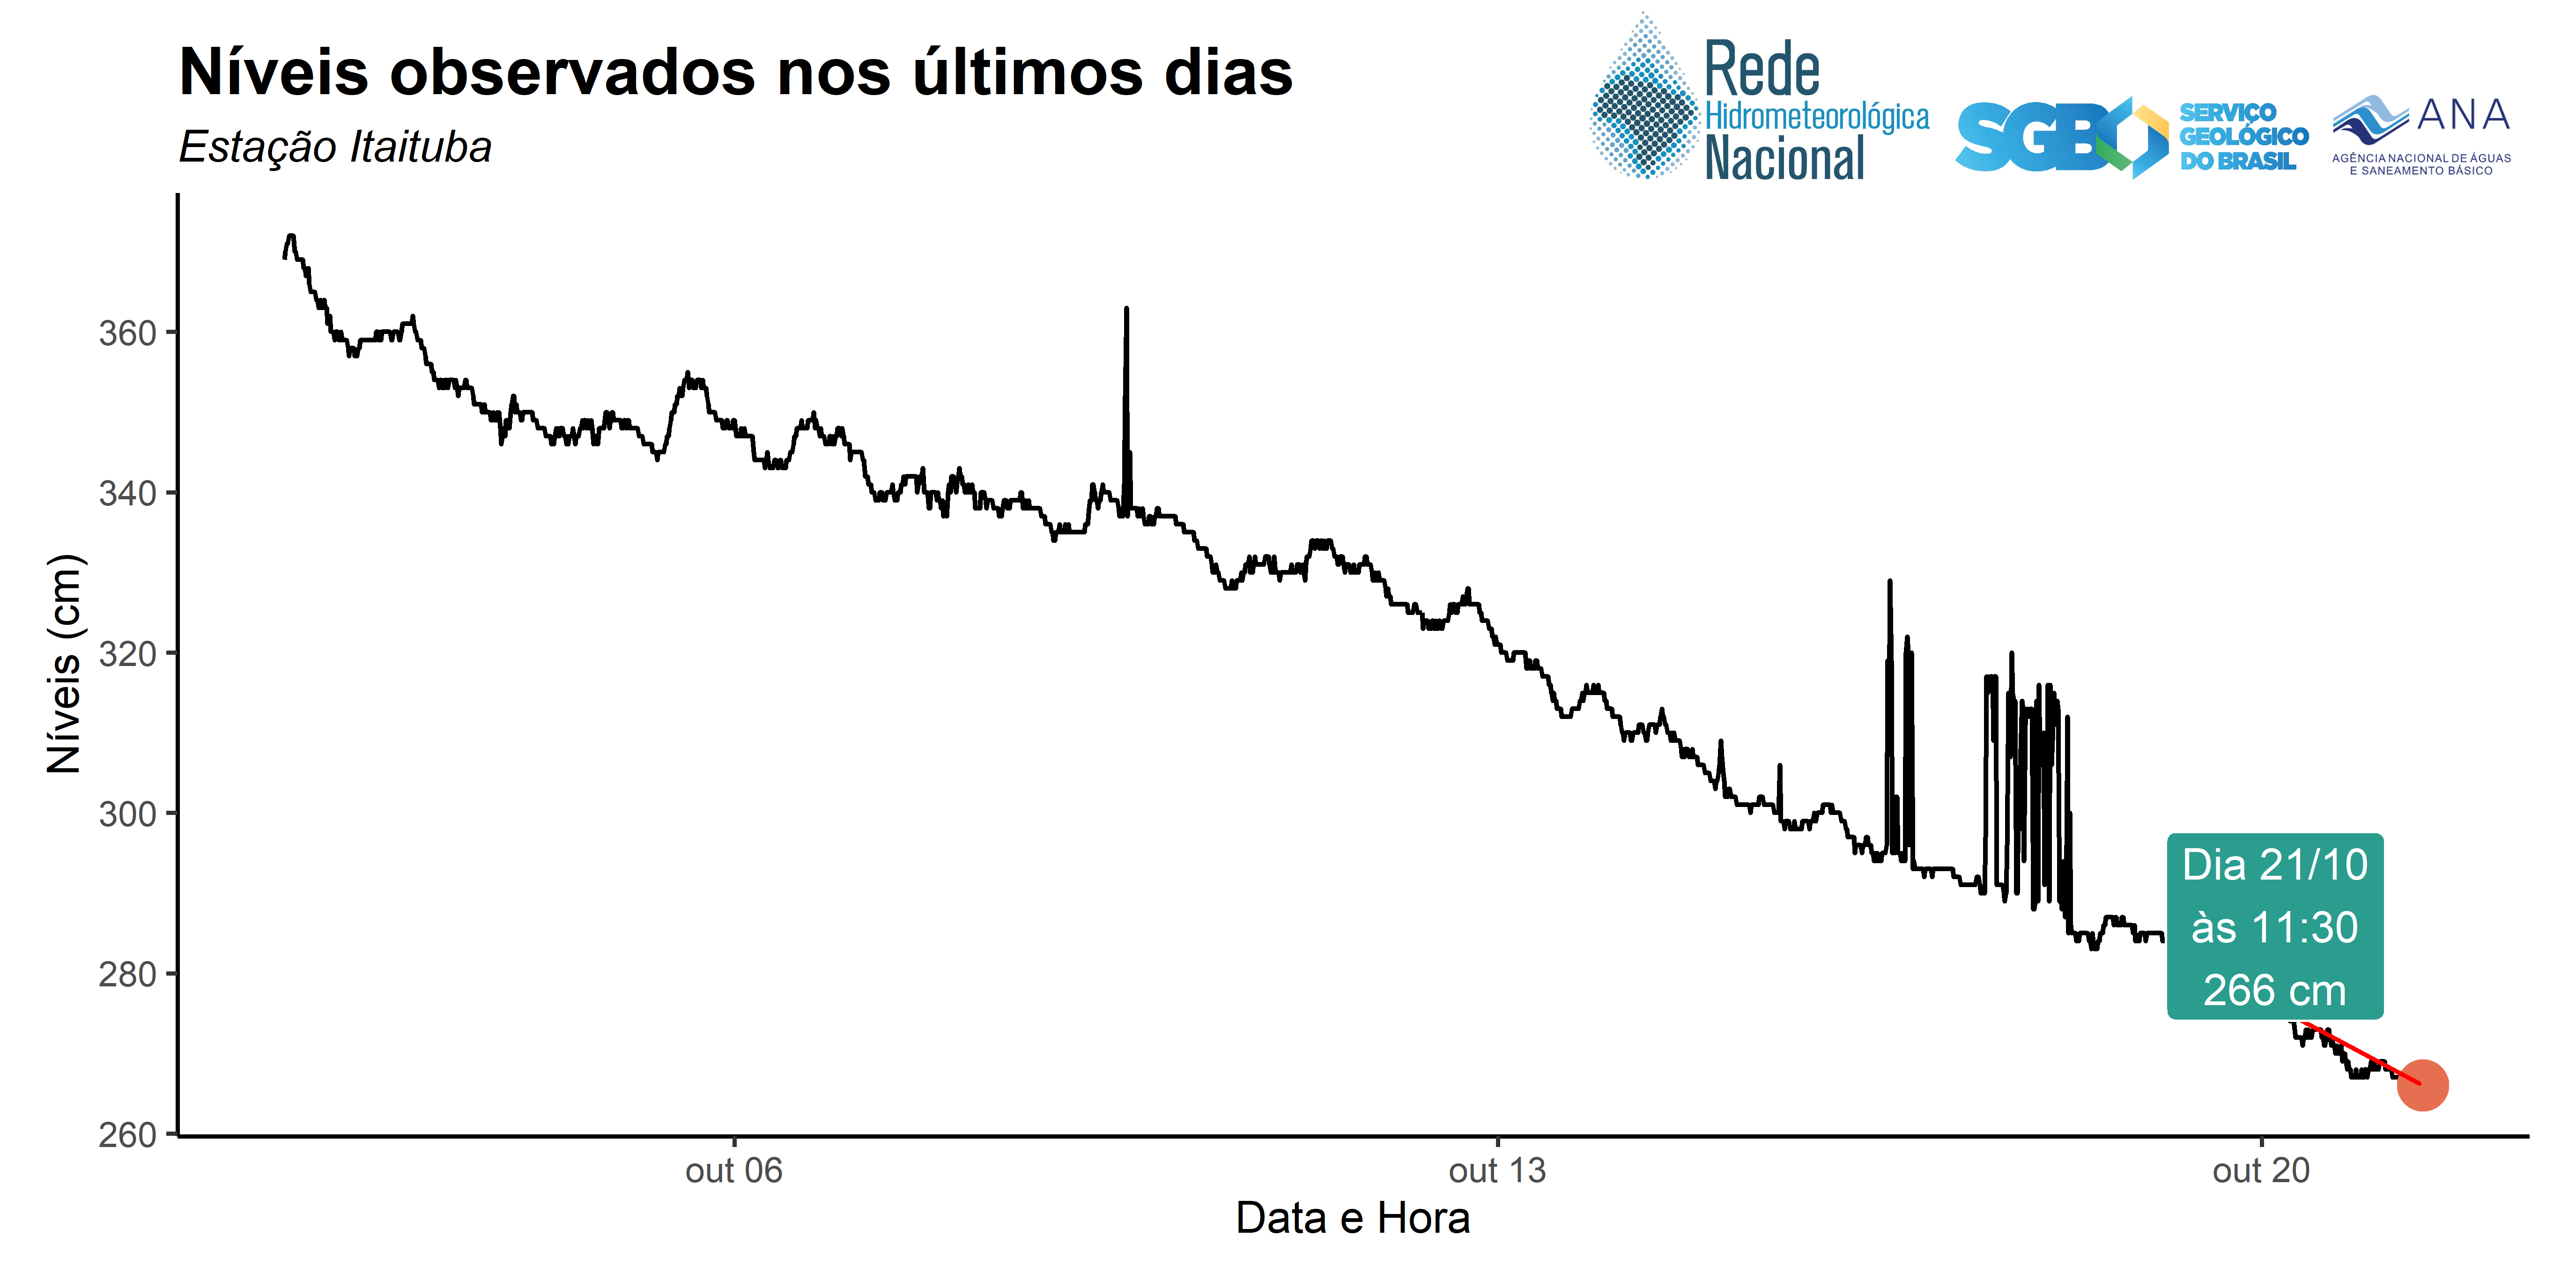 Níveis observados nos últimos dias
Estação Itaituba
Rede
Hidrometeorológica
Nacional
SGB
SERVIÇO
GEOLÓGICO
DO BRASIL
ANA
AGÊNCIA NACIONAL DE ÁGUAS
E SANEAMENTO BÁSICO
Níveis (cm)
360
340
320
300
280
260
Dia 21/10
às 11:30
266 cm
out 06
out 13
out 20
Data e Hora